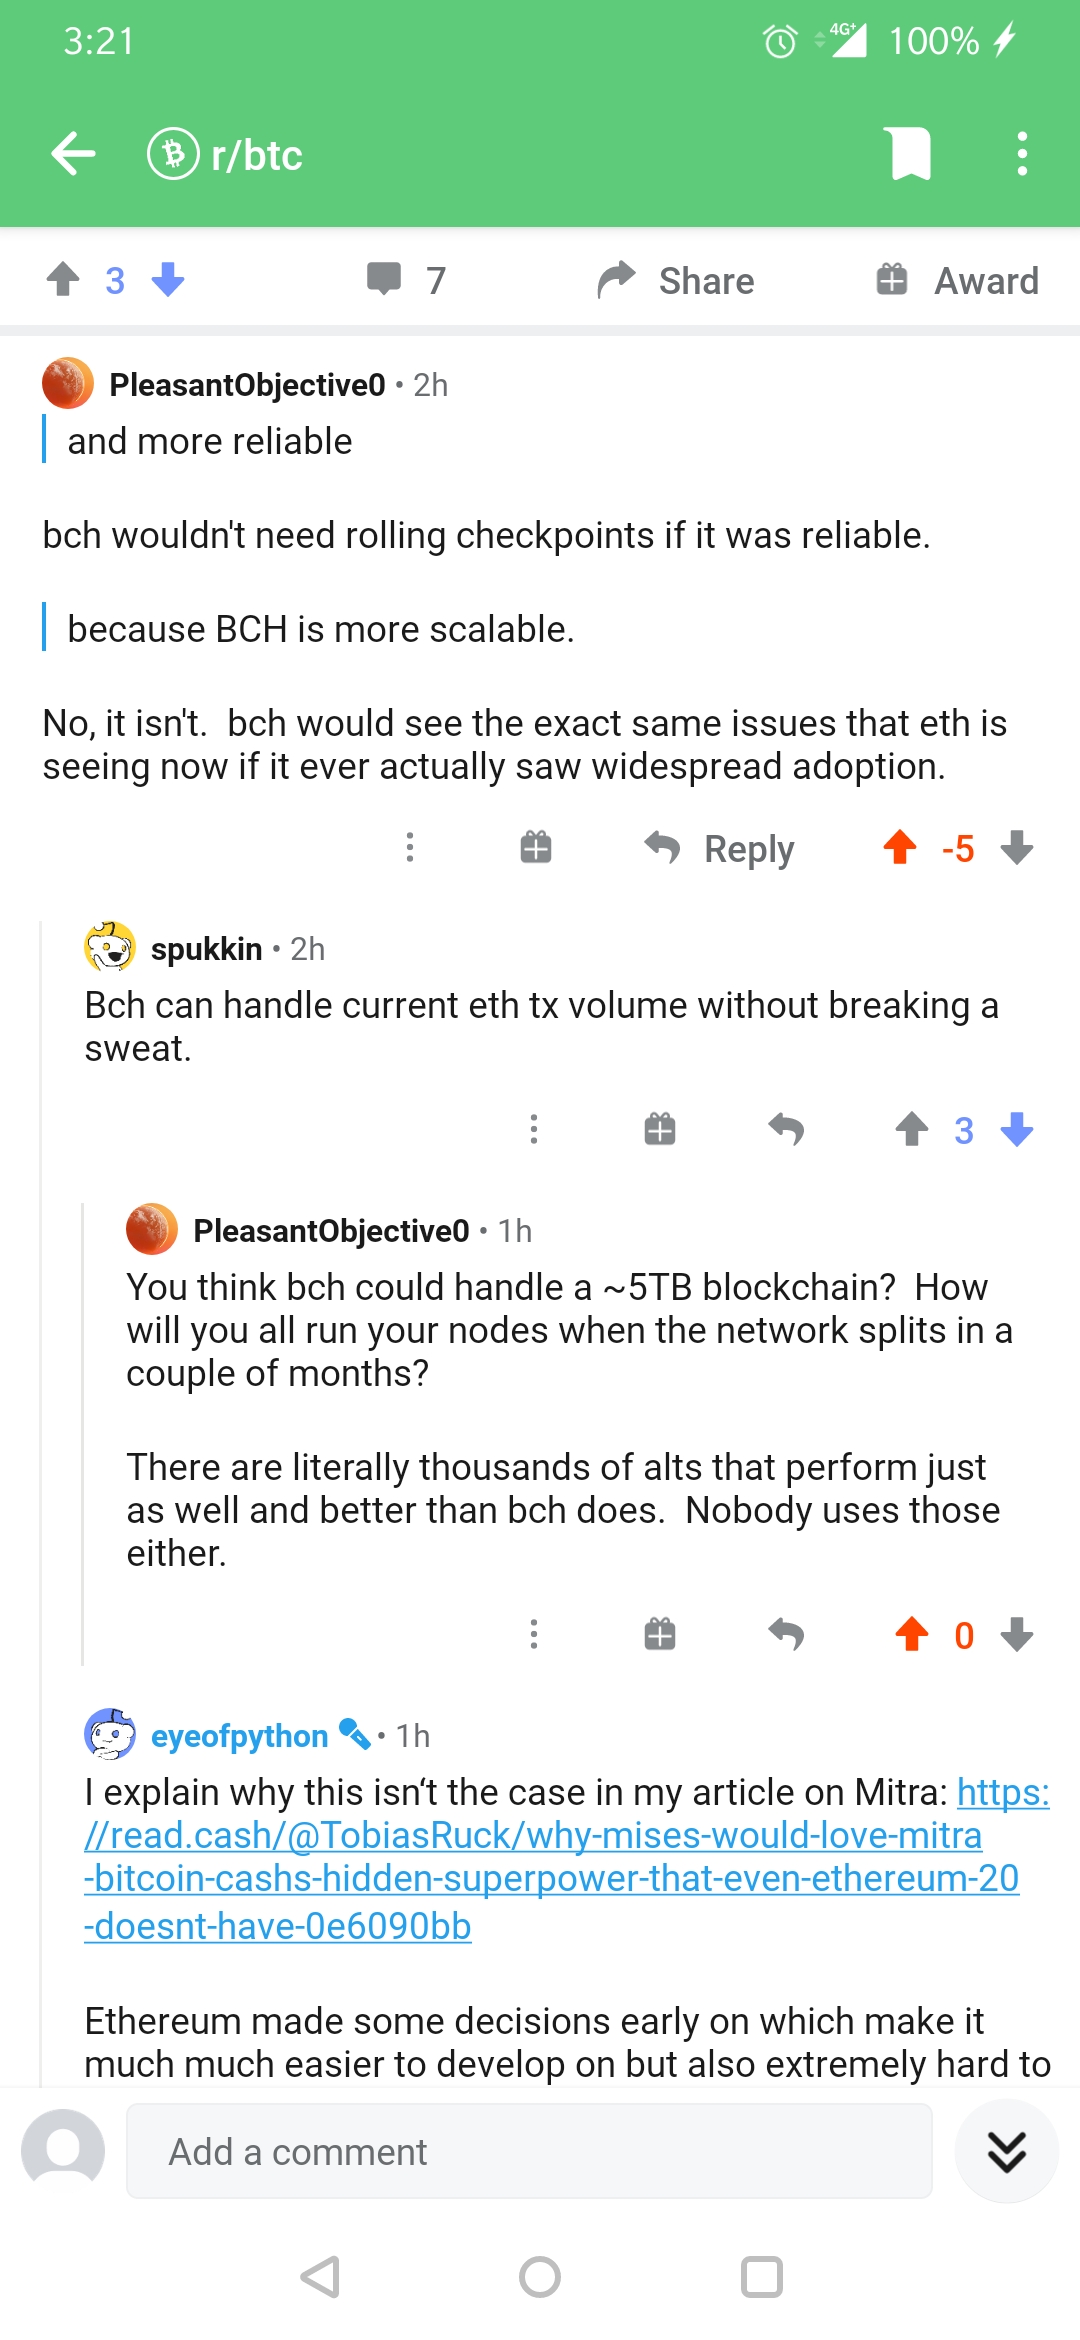 3:21
4G+ 100%
r/btc
3 7 Share Award
PleasantObjective0 • 2h
and more reliable
bch wouldn't need rolling checkpoints if it was reliable.
because BCH is more scalable.
No, it isn't.  bch would see the exact same issues that eth is
seeing now if it ever actually saw widespread adoption.
Reply -5
spukkin • 2h
Bch can handle current eth tx volume without breaking a
sweat.
3
PleasantObjective0 • 1h
You think bch could handle a ~5TB blockchain?  How
will you all run your nodes when the network splits in a
couple of months?
There are literally thousands of alts that perform just
as well and better than bch does.  Nobody uses those
either.
0
eyeofpython • 1h
I explain why this isn‘t the case in my article on Mitra: https:
//read.cash/@TobiasRuck/why-mises-would-love-mitra
-bitcoin-cashs-hidden-superpower-that-even-ethereum-20
-doesnt-have-0e6090bb
Ethereum made some decisions early on which make it
much much easier to develop on but also extremely hard to
Add a comment